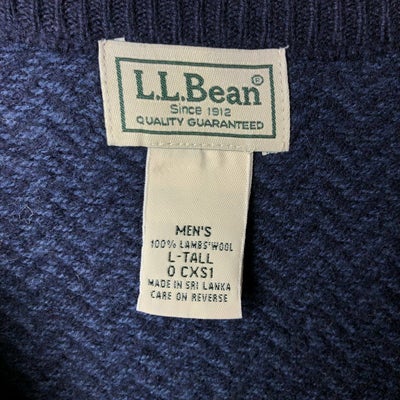 L.L.Bean®
Since 1912
QUALITY GUARANTEED
MEN'S
100% LAMBS'WOOL
L-TALL
0 CXS1
MADE IN SRI LANKA
CARE ON REVERSE